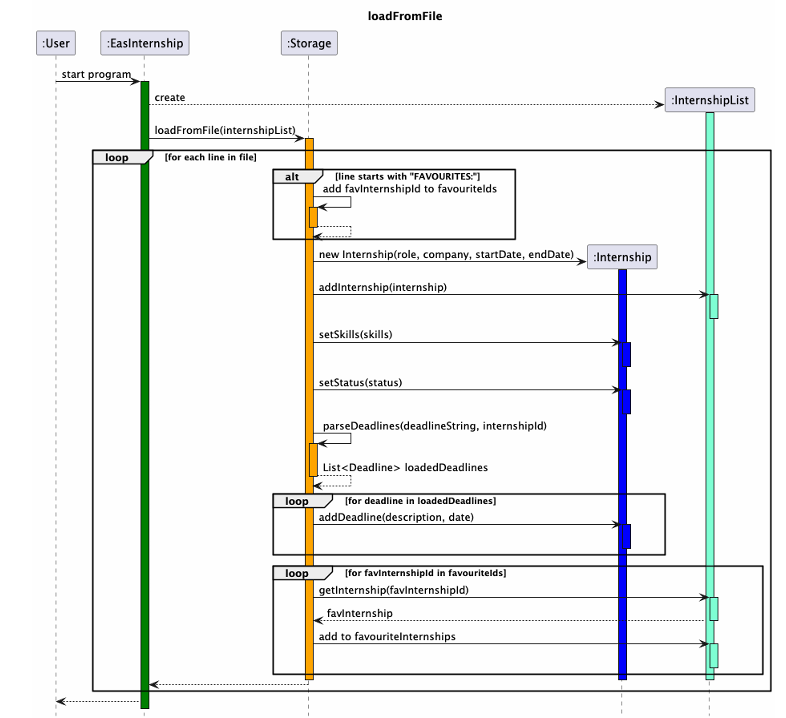 loadFromFile
:User
:EasInternship
:Storage
start program
create
:InternshipList
loadFromFile(internshipList)
loop [for each line in file]
alt [line starts with "FAVOURITES:"]
add favInternshipId to favouriteIds
new Internship(role, company, startDate, endDate)
:Internship
addInternship(internship)
setSkills(skills)
setStatus(status)
parseDeadlines(deadlineString, internshipId)
List<Deadline> loadedDeadlines
loop [for deadline in loadedDeadlines]
addDeadline(description, date)
loop [for favInternshipId in favouriteIds]
getInternship(favInternshipId)
favInternship
add to favouriteInternships